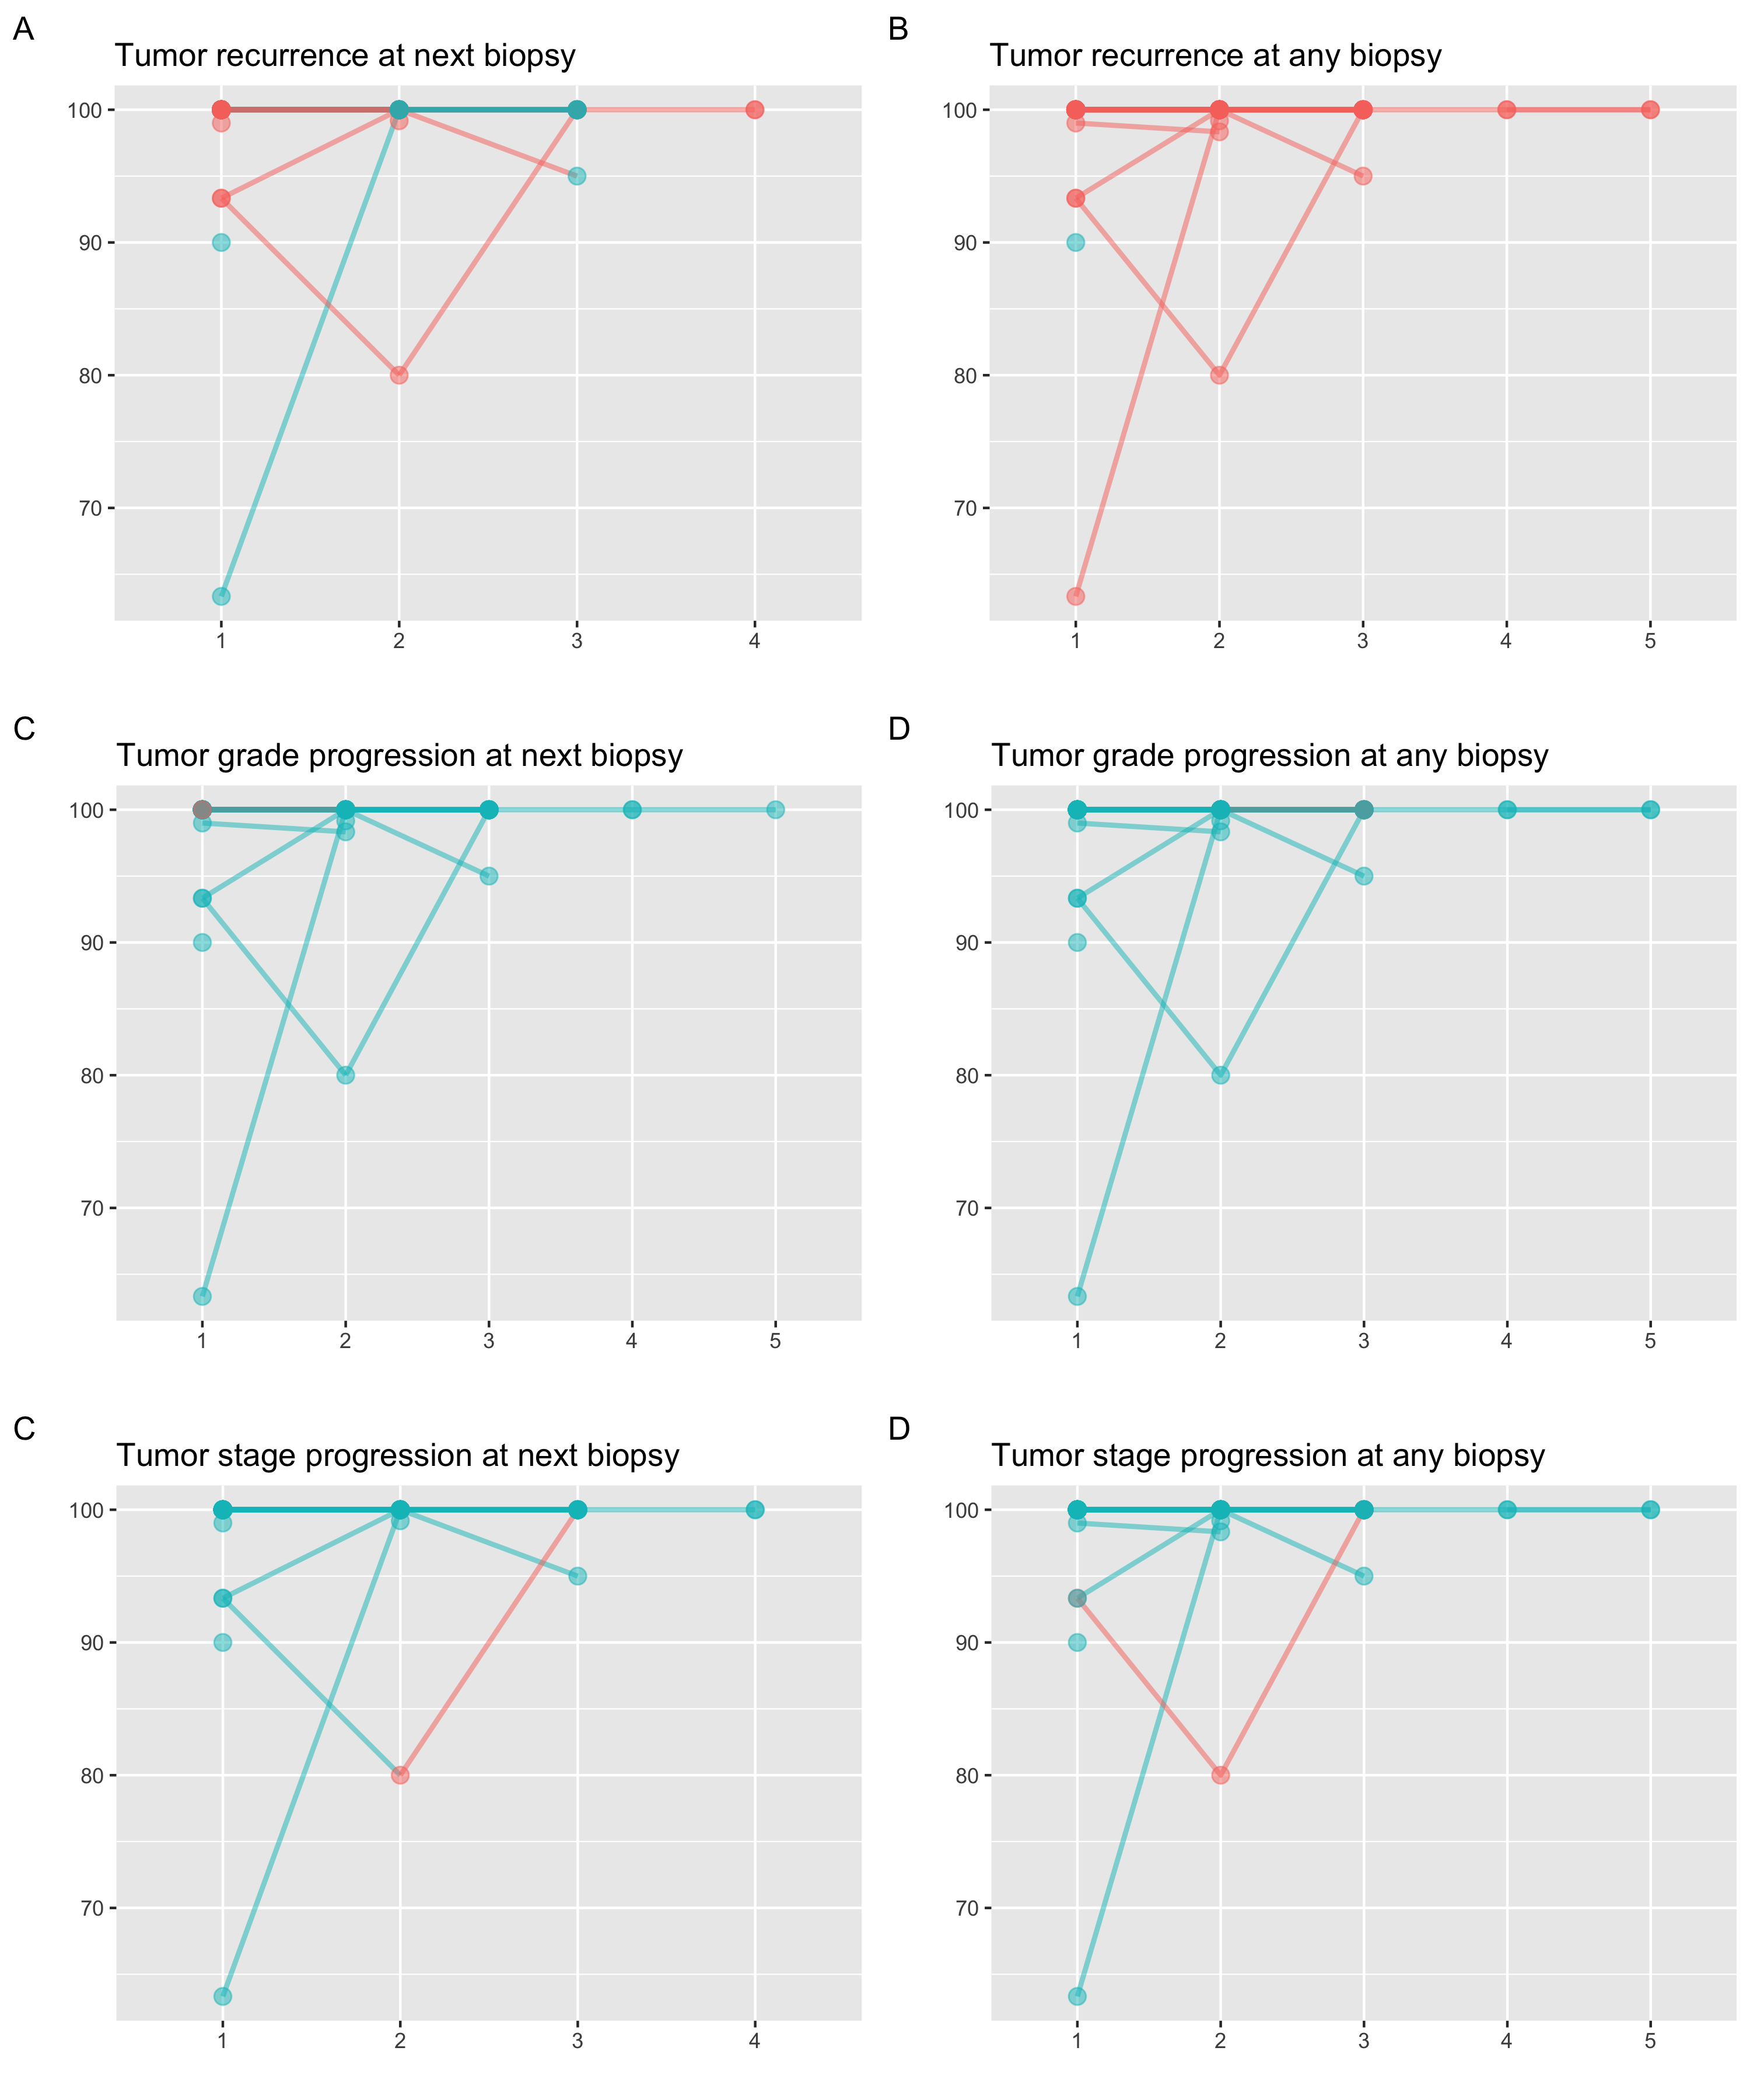 A
Tumor recurrence at next biopsy
100
90
80
70
1 2 3 4
B
Tumor recurrence at any biopsy
100
90
80
70
1 2 3 4 5
C
Tumor grade progression at next biopsy
100
90
80
70
1 2 3 4 5
D
Tumor grade progression at any biopsy
100
90
80
70
1 2 3 4 5
C
Tumor stage progression at next biopsy
100
90
80
70
1 2 3 4
D
Tumor stage progression at any biopsy
100
90
80
70
1 2 3 4 5